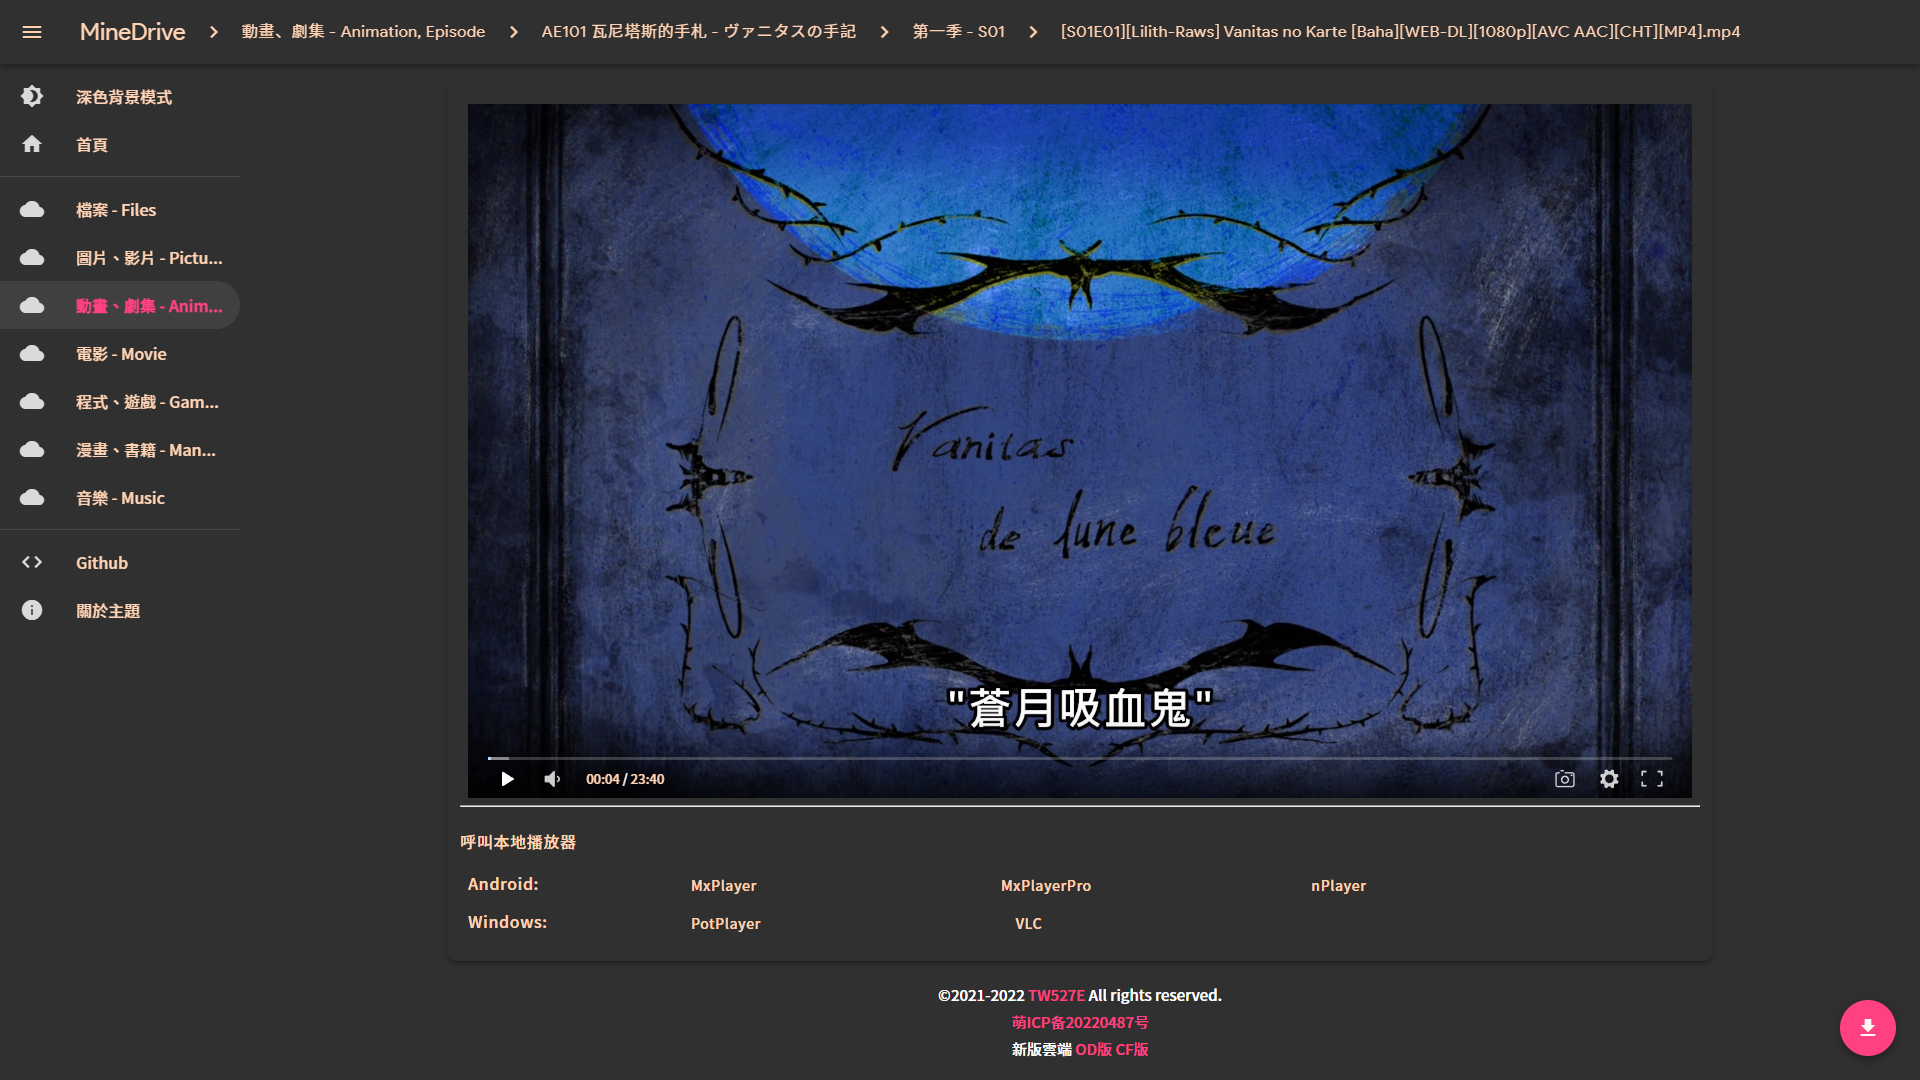 MineDrive > 動畫、劇集 - Animation, Episode > AE101 瓦尼塔斯的手札 - ヴァニタスの手記 > 第一季 - S01 > [S01E01][Lilith-Raws] Vanitas no Karte [Baha][WEB-DL][1080p][AVC AAC][CHT][MP4].mp4
深色背景模式
首頁
檔案 - Files
圖片、影片 - Pictu...
動畫、劇集 - Anim...
電影 - Movie
程式、遊戲 - Gam...
漫畫、書籍 - Man...
音樂 - Music
Github
關於主題
Vanitas
de lune bleue
"蒼月吸血鬼"
00:04 / 23:40
呼叫本地播放器
Android: MxPlayer MxPlayerPro nPlayer
Windows: PotPlayer VLC
©2021-2022 TW527E All rights reserved.
萌ICP备20220487号
新版雲端 OD版 CF版